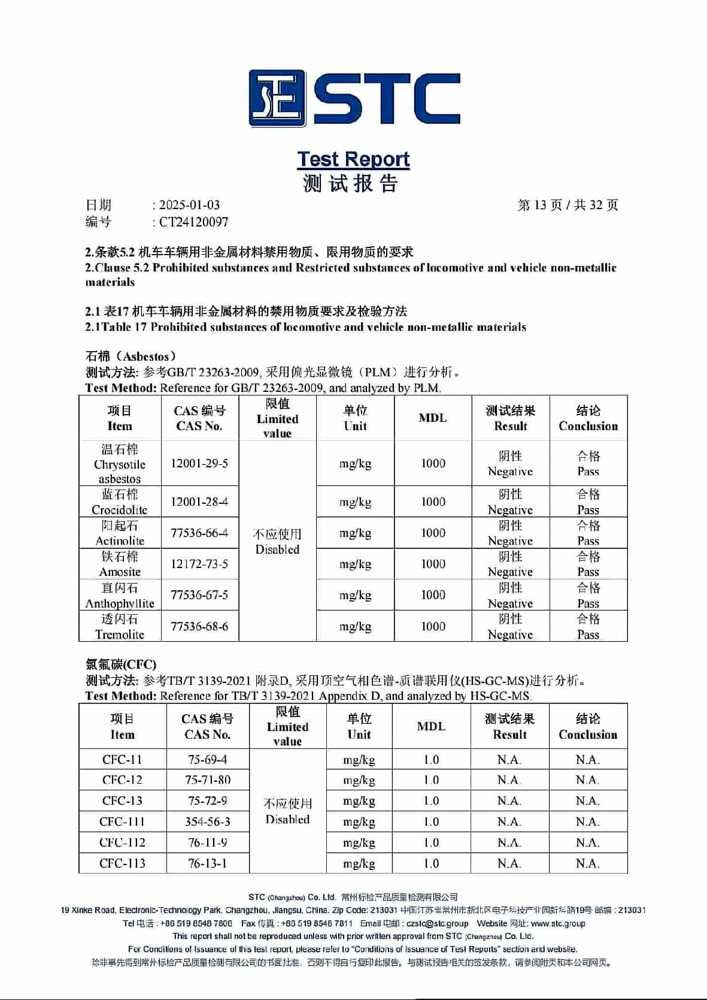 STC
Test Report
测试报告
日期 : 2025-01-03 第 13 页 / 共 32 页
编号 : CT24120097
2.条款5.2 机车车辆用非金属材料禁用物质、限用物质的要求
2.Clause 5.2 Prohibited substances and Restricted substances of locomotive and vehicle non-metallic
materials
2.1 表17 机车车辆用非金属材料的禁用物质要求及检验方法
2.1Table 17 Prohibited substances of locomotive and vehicle non-metallic materials
石棉（Asbestos）
测试方法: 参考GB/T 23263-2009, 采用偏光显微镜（PLM）进行分析。
Test Method: Reference for GB/T 23263-2009, and analyzed by PLM.
项目 Item CAS 编号 CAS No. 限值 Limited value 单位 Unit MDL 测试结果 Result 结论 Conclusion
温石棉 Chrysotile asbestos 12001-29-5 mg/kg 1000 阴性 Negative 合格 Pass
蓝石棉 Crocidolite 12001-28-4 mg/kg 1000 阴性 Negative 合格 Pass
阳起石 Actinolite 77536-66-4 不应使用 Disabled mg/kg 1000 阴性 Negative 合格 Pass
铁石棉 Amosite 12172-73-5 mg/kg 1000 阴性 Negative 合格 Pass
直闪石 Anthophyllite 77536-67-5 mg/kg 1000 阴性 Negative 合格 Pass
透闪石 Tremolite 77536-68-6 mg/kg 1000 阴性 Negative 合格 Pass
氯氟碳(CFC)
测试方法: 参考TB/T 3139-2021 附录D, 采用顶空气相色谱-质谱联用仪(HS-GC-MS)进行分析。
Test Method: Reference for TB/T 3139-2021 Appendix D, and analyzed by HS-GC-MS.
项目 Item CAS 编号 CAS No. 限值 Limited value 单位 Unit MDL 测试结果 Result 结论 Conclusion
CFC-11 75-69-4 mg/kg 1.0 N.A. N.A.
CFC-12 75-71-80 mg/kg 1.0 N.A. N.A.
CFC-13 75-72-9 不应使用 Disabled mg/kg 1.0 N.A. N.A.
CFC-111 354-56-3 mg/kg 1.0 N.A. N.A.
CFC-112 76-11-9 mg/kg 1.0 N.A. N.A.
CFC-113 76-13-1 mg/kg 1.0 N.A. N.A.
STC (Changzhou) Co. Ltd. 常州标检产品质量检测有限公司
19 Xinke Road, Electronic-Technology Park, Changzhou, Jiangsu, China. Zip Code: 213031 中国江苏省常州市新北区电子科技产业园新科路19号 邮编 : 213031
Tel 电话 : +86 519 8548 7806 Fax 传真 : +86 519 8548 7811 Email 电邮 : czstc@stc.group Website 网址: www.stc.group
This report shall not be reproduced unless with prior written approval from STC (Changzhou) Co. Ltd.
For Conditions of Issuance of this test report, please refer to “Conditions of Issuance of Test Reports” section and website.
除非事先得到常州标检产品质量检测有限公司的书面批准，否则不得自行复印此报告。与测试报告相关的签发条款，请参阅附页和本公司网页。